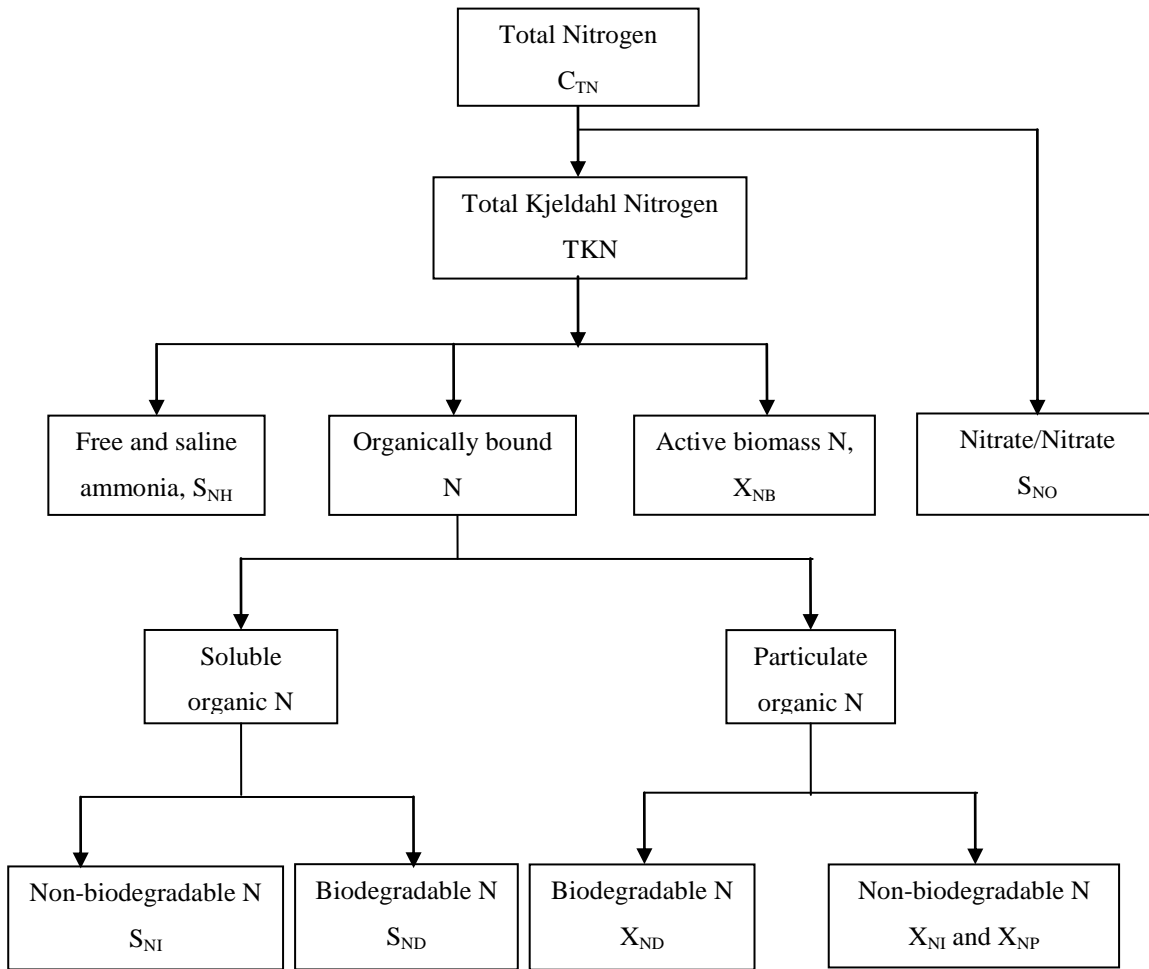 Total Nitrogen
C_TN
Total Kjeldahl Nitrogen
TKN
Free and saline
ammonia, S_NH
Organically bound
N
Active biomass N,
X_NB
Nitrate/Nitrate
S_NO
Soluble
organic N
Particulate
organic N
Non-biodegradable N
S_NI
Biodegradable N
S_ND
Biodegradable N
X_ND
Non-biodegradable N
X_NI and X_NP